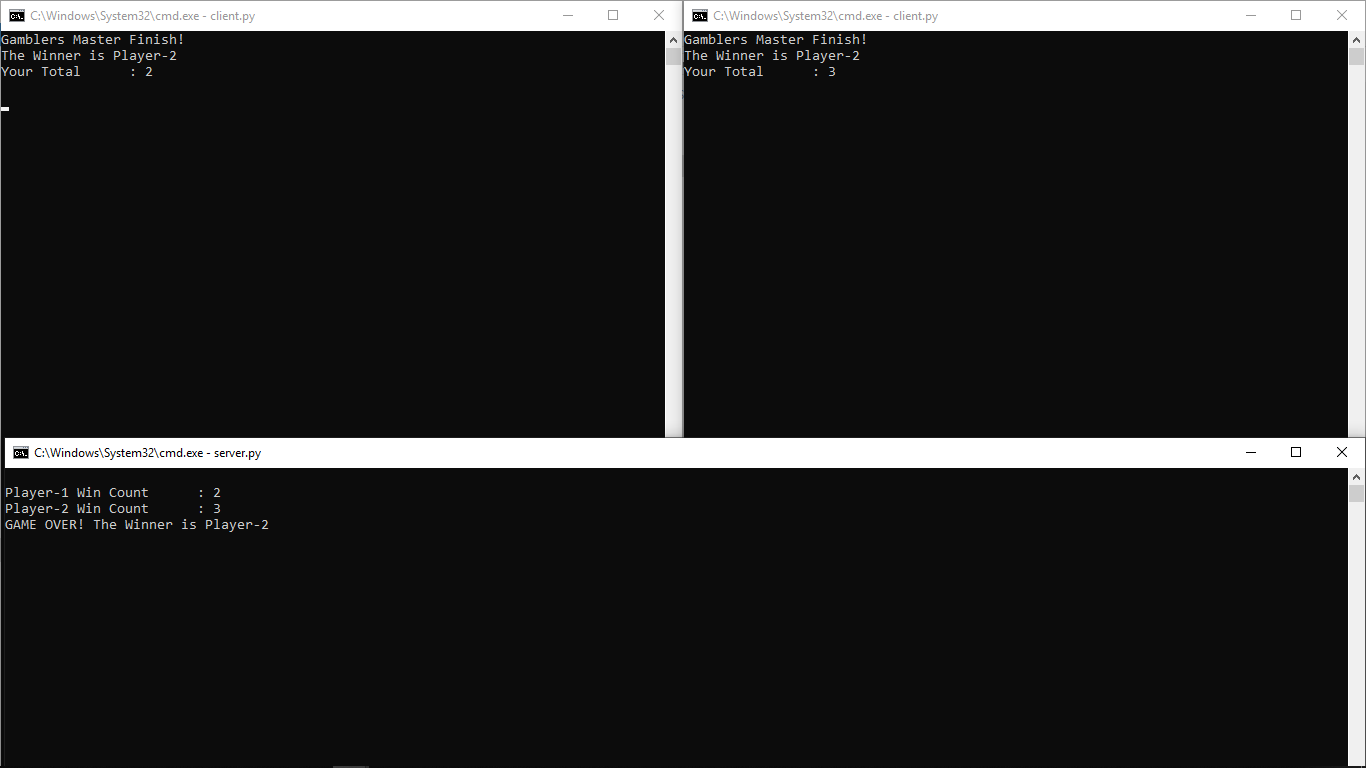 C:\Windows\System32\cmd.exe - client.py
Gamblers Master Finish!
The Winner is Player-2
Your Total      : 2
C:\Windows\System32\cmd.exe - client.py
Gamblers Master Finish!
The Winner is Player-2
Your Total      : 3
C:\Windows\System32\cmd.exe - server.py
Player-1 Win Count      : 2
Player-2 Win Count      : 3
GAME OVER! The Winner is Player-2